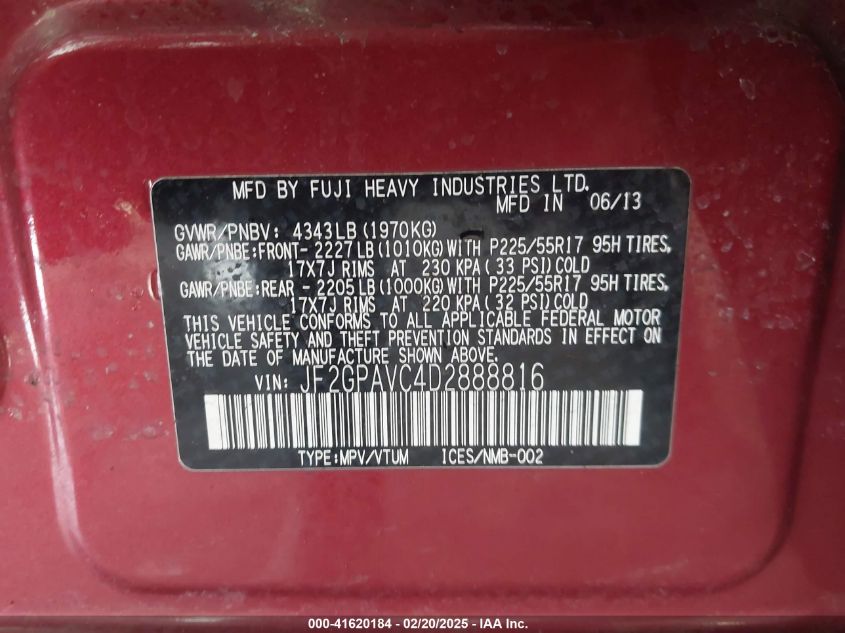 MFD BY FUJI HEAVY INDUSTRIES LTD.
MFD IN 06/13
GVWR/PNBV: 4343LB(1970KG)
GAWR/PNBE:FRONT- 2227LB(1010KG)WITH P225/55R17 95H TIRES,
17X7J RIMS AT 230 KPA(33 PSI)COLD
GAWR/PNBE:REAR - 2205LB(1000KG)WITH P225/55R17 95H TIRES,
17X7J RIMS AT 220 KPA(32 PSI)COLD
THIS VEHICLE CONFORMS TO ALL APPLICABLE FEDERAL MOTOR
VEHICLE SAFETY AND THEFT PREVENTION STANDARDS IN EFFECT ON
THE DATE OF MANUFACTURE SHOWN ABOVE.
VIN: JF2GPAVC4D2888816
TYPE:MPV/VTUM ICES/NMB-002
000-41620184 - 02/20/2025 - IAA Inc.